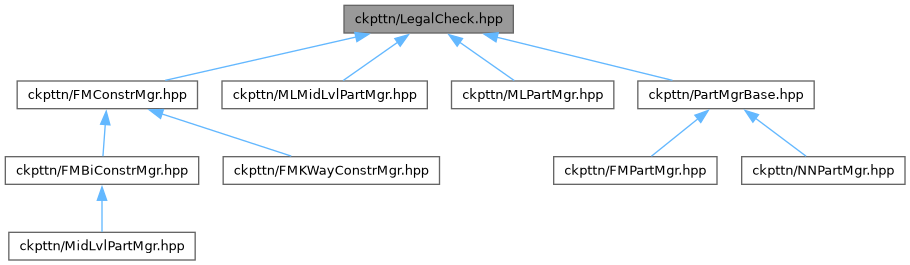 ckpttn/LegalCheck.hpp
ckpttn/FMConstrMgr.hpp
ckpttn/MLMidLvlPartMgr.hpp
ckpttn/MLPartMgr.hpp
ckpttn/PartMgrBase.hpp
ckpttn/FMBiConstrMgr.hpp
ckpttn/FMKWayConstrMgr.hpp
ckpttn/FMPartMgr.hpp
ckpttn/NNPartMgr.hpp
ckpttn/MidLvlPartMgr.hpp